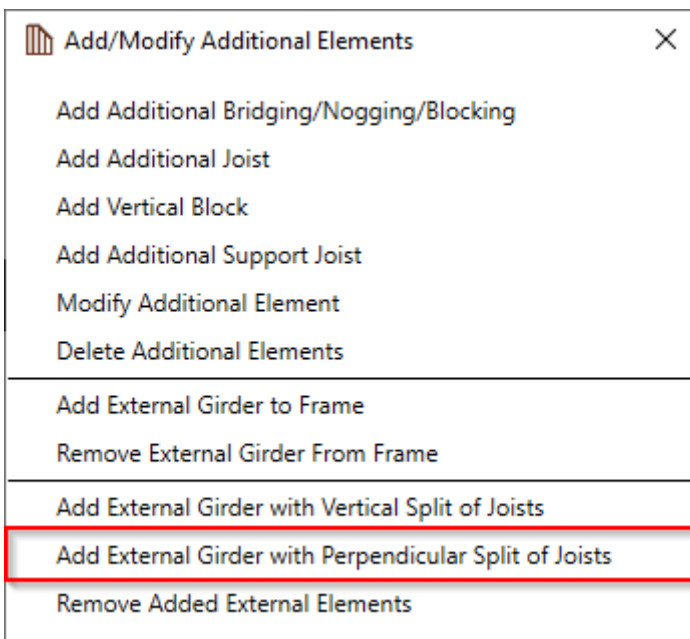 Add/Modify Additional Elements
Add Additional Bridging/Nogging/Blocking
Add Additional Joist
Add Vertical Block
Add Additional Support Joist
Modify Additional Element
Delete Additional Elements
Add External Girder to Frame
Remove External Girder From Frame
Add External Girder with Vertical Split of Joists
Add External Girder with Perpendicular Split of Joists
Remove Added External Elements